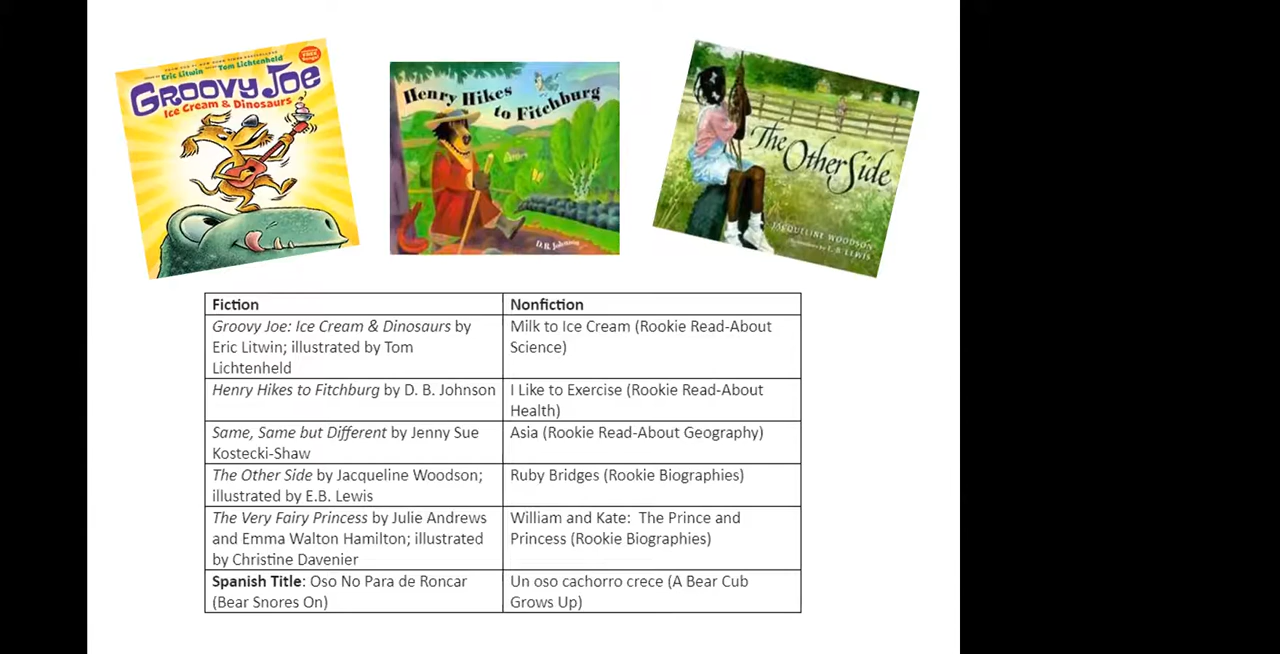 Eric Litwin Tom Lichtenheld
GROOVY JOE
Ice Cream & Dinosaurs
Henry Hikes
to Fitchburg
D.B. Johnson
The Other Side
JACQUELINE WOODSON
E. B. LEWIS
Fiction
Nonfiction
Groovy Joe: Ice Cream & Dinosaurs by
Eric Litwin; illustrated by Tom
Lichtenheld
Milk to Ice Cream (Rookie Read-About
Science)
Henry Hikes to Fitchburg by D. B. Johnson
I Like to Exercise (Rookie Read-About
Health)
Same, Same but Different by Jenny Sue
Kostecki-Shaw
Asia (Rookie Read-About Geography)
The Other Side by Jacqueline Woodson;
illustrated by E.B. Lewis
Ruby Bridges (Rookie Biographies)
The Very Fairy Princess by Julie Andrews
and Emma Walton Hamilton; illustrated
by Christine Davenier
William and Kate: The Prince and
Princess (Rookie Biographies)
Spanish Title: Oso No Para de Roncar
(Bear Snores On)
Un oso cachorro crece (A Bear Cub
Grows Up)